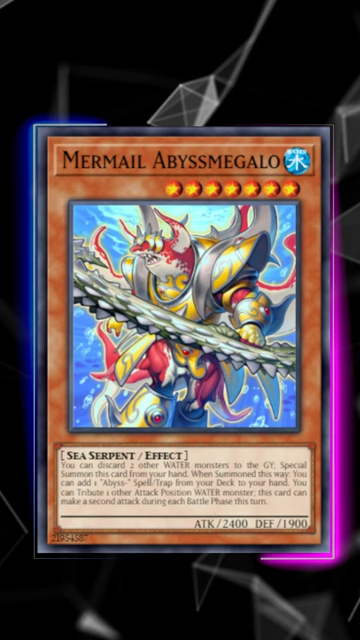 MERMAIL ABYSSMEGALO
WATER
水
[ SEA SERPENT / EFFECT ]
You can discard 2 other WATER monsters to the GY; Special
Summon this card from your hand. When Summoned this way: You
can add 1 "Abyss-" Spell/Trap from your Deck to your hand. You
can Tribute 1 other Attack Position WATER monster; this card can
make a second attack during each Battle Phase this turn.
ATK/2400 DEF/1900
21954587